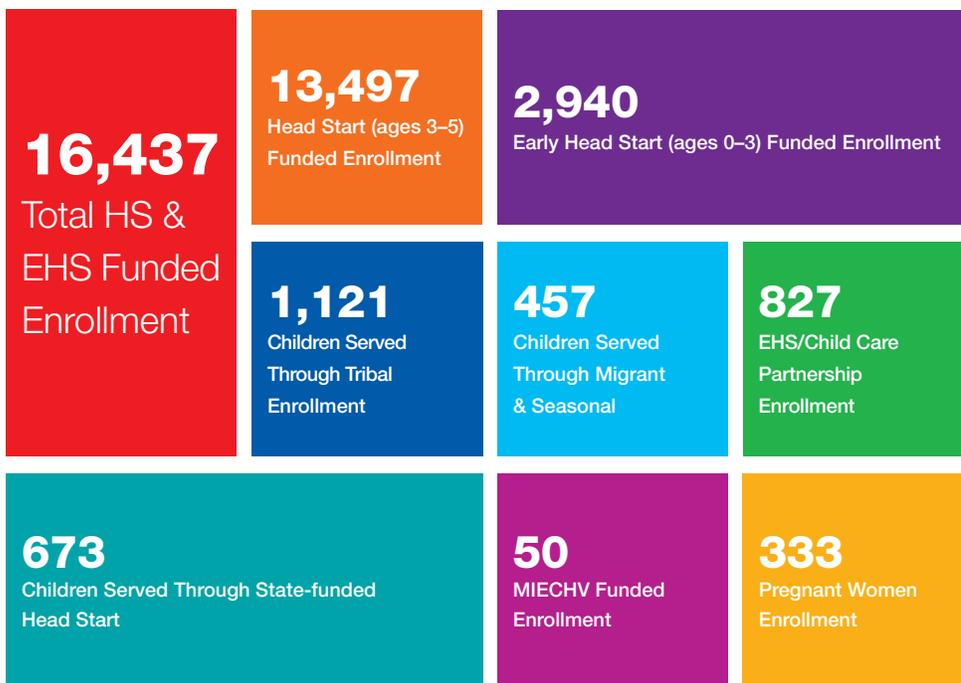 16,437
Total HS &
EHS Funded
Enrollment
13,497
Head Start (ages 3–5)
Funded Enrollment
2,940
Early Head Start (ages 0–3) Funded Enrollment
1,121
Children Served
Through Tribal
Enrollment
457
Children Served
Through Migrant
& Seasonal
827
EHS/Child Care
Partnership
Enrollment
673
Children Served Through State-funded
Head Start
50
MIECHV Funded
Enrollment
333
Pregnant Women
Enrollment